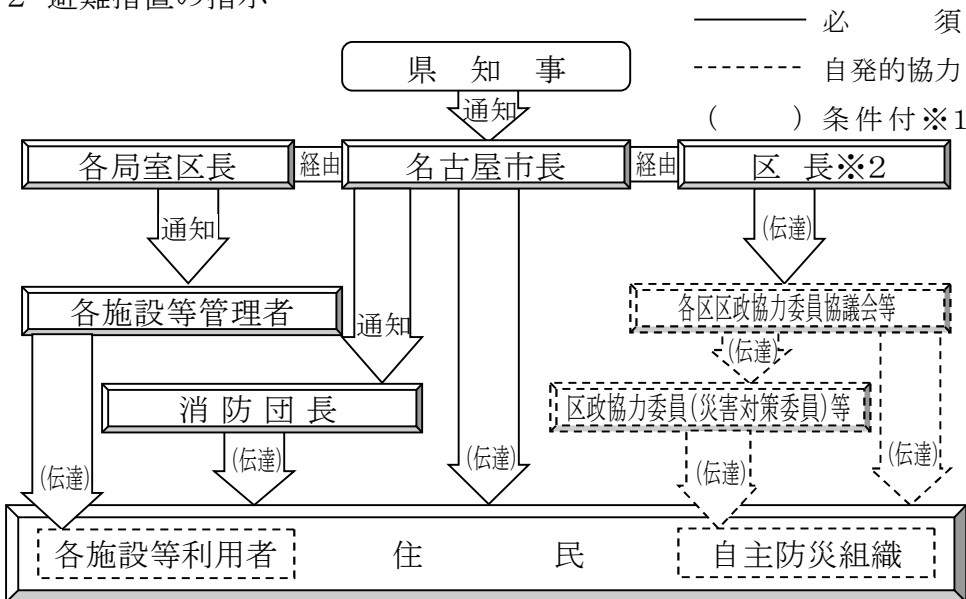 2 避難措置の指示
必 須
自発的協力
( ) 条件付※1
県 知 事
通知
各局室区長
経由
名古屋市長
経由
区 長※2
通知
(伝達)
各施設等管理者
通知
各区区政協力委員協議会等
(伝達)
消防団長
区政協力委員(災害対策委員)等
(伝達)
(伝達)
(伝達)
(伝達)
(伝達)
各施設等利用者
住 民
自主防災組織